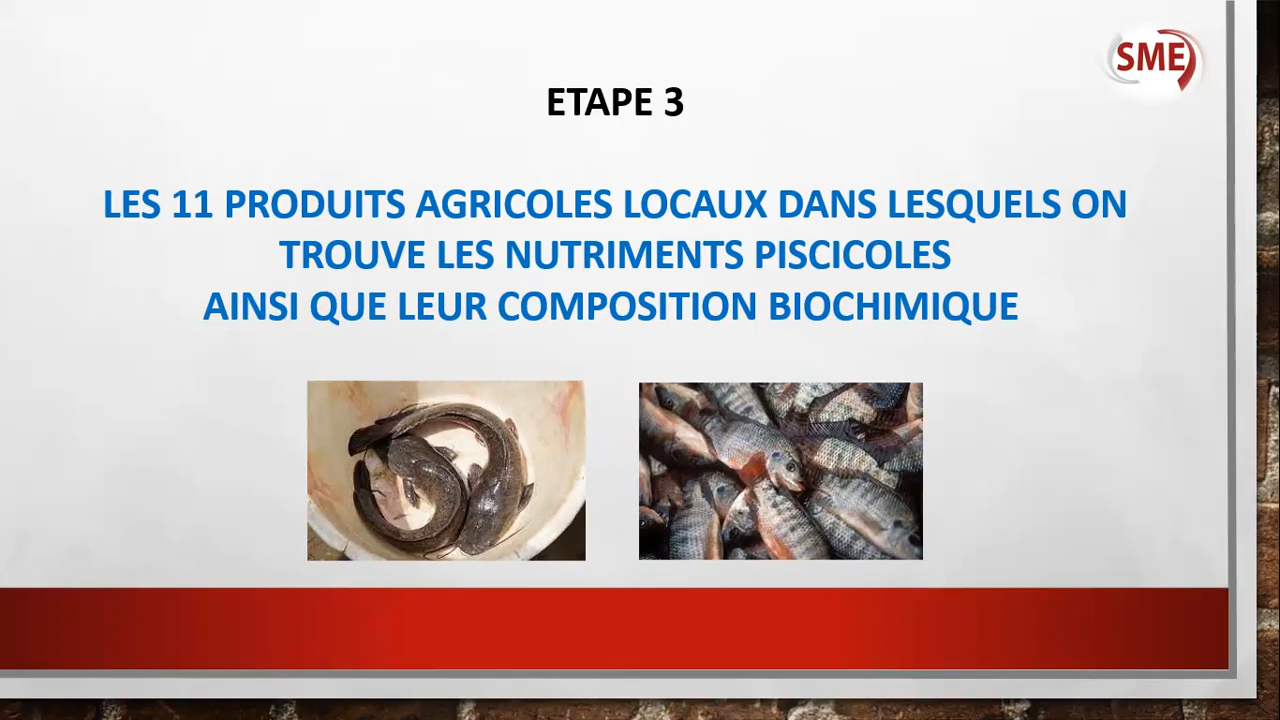 SME
ETAPE 3
LES 11 PRODUITS AGRICOLES LOCAUX DANS LESQUELS ON
TROUVE LES NUTRIMENTS PISCICOLES
AINSI QUE LEUR COMPOSITION BIOCHIMIQUE